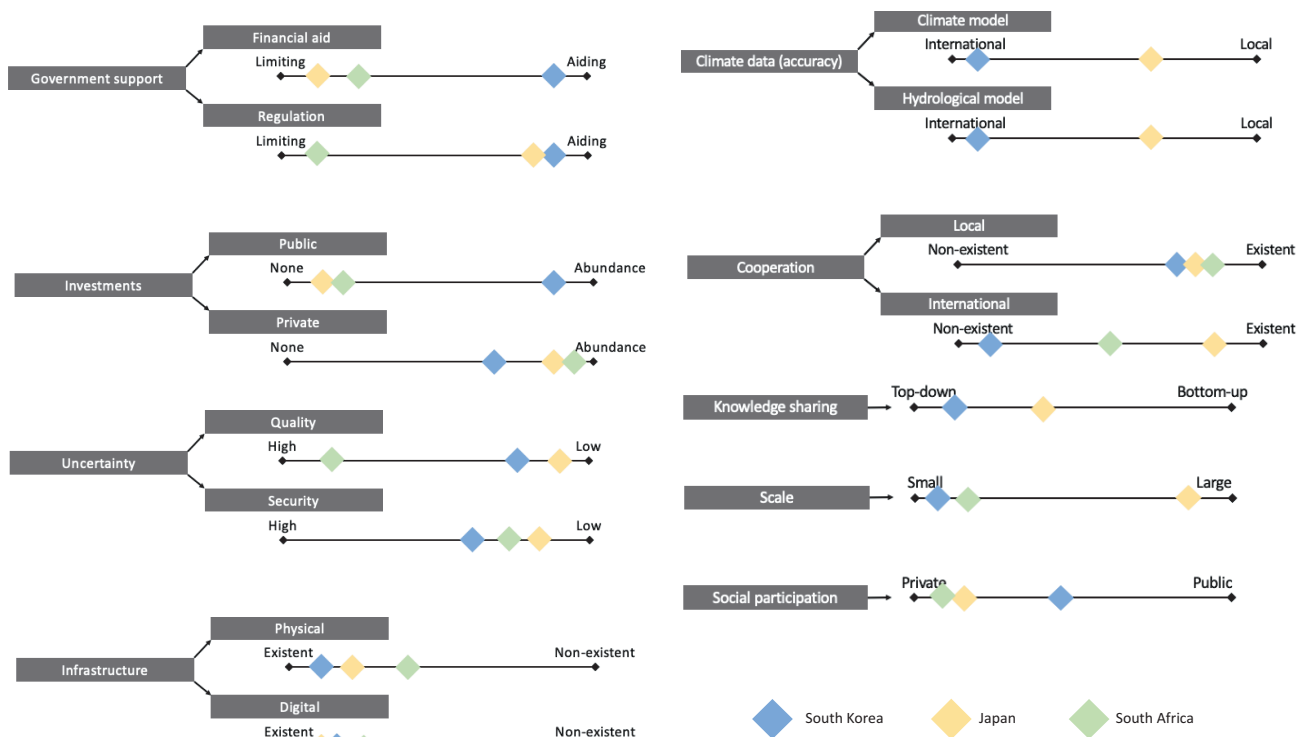 Financial aid
Government support
Limiting
Aiding
Regulation
Limiting
Aiding
Public
Investments
None
Abundance
Private
None
Abundance
Quality
Uncertainty
High
Low
Security
High
Low
Physical
Infrastructure
Existent
Non-existent
Digital
Existent
Non-existent
Climate model
Climate data (accuracy)
International
Local
Hydrological model
International
Local
Local
Cooperation
Non-existent
Existent
International
Non-existent
Existent
Knowledge sharing
Top-down
Bottom-up
Scale
Small
Large
Social participation
Private
Public
South Korea
Japan
South Africa